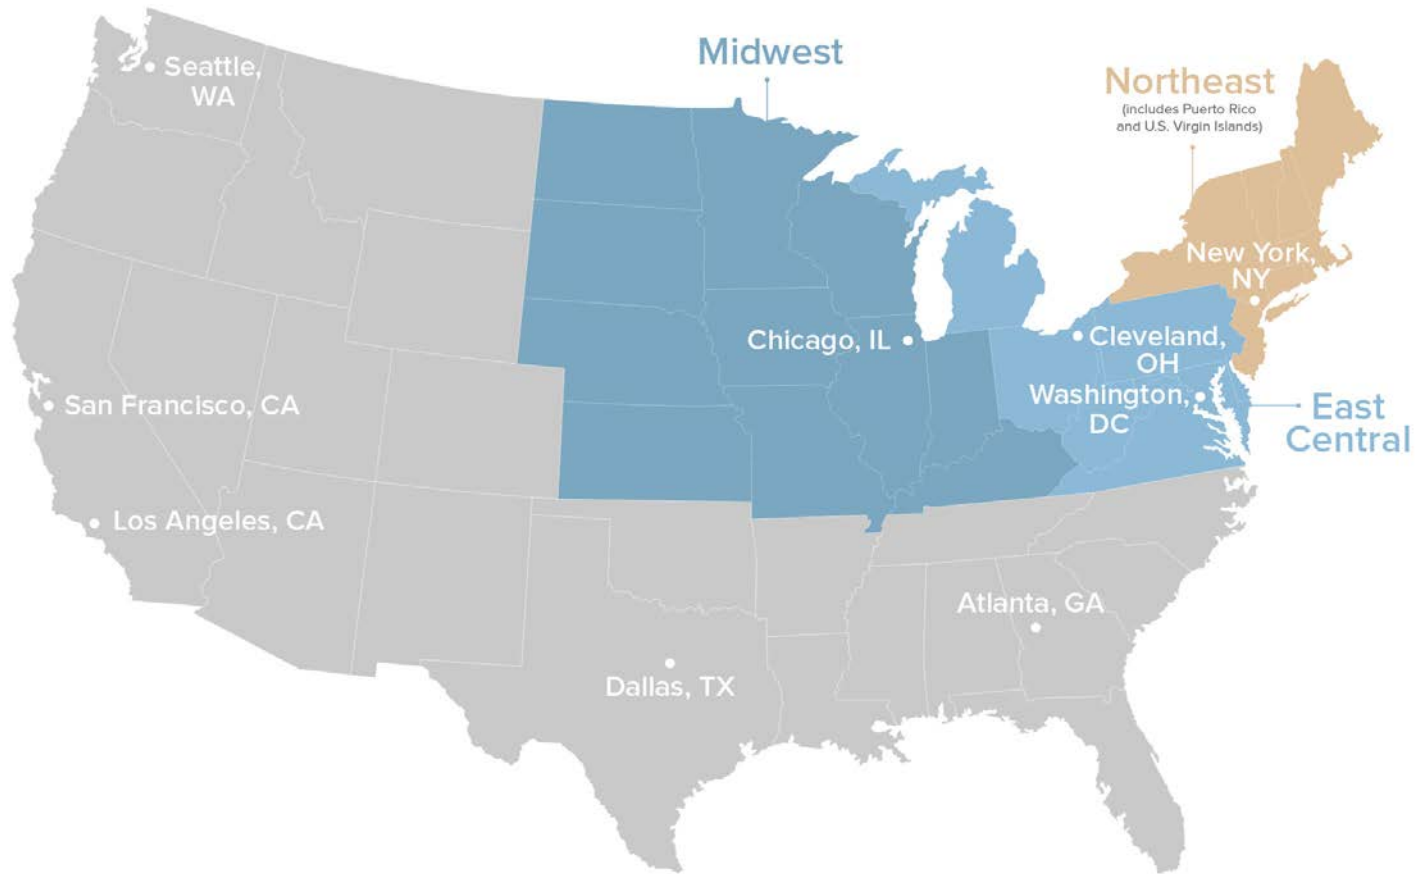 Midwest
Northeast
(includes Puerto Rico
and U.S. Virgin Islands)
Seattle,
WA
New York,
NY
Chicago, IL
Cleveland,
OH
Washington,
DC
East
Central
San Francisco, CA
Los Angeles, CA
Atlanta, GA
Dallas, TX